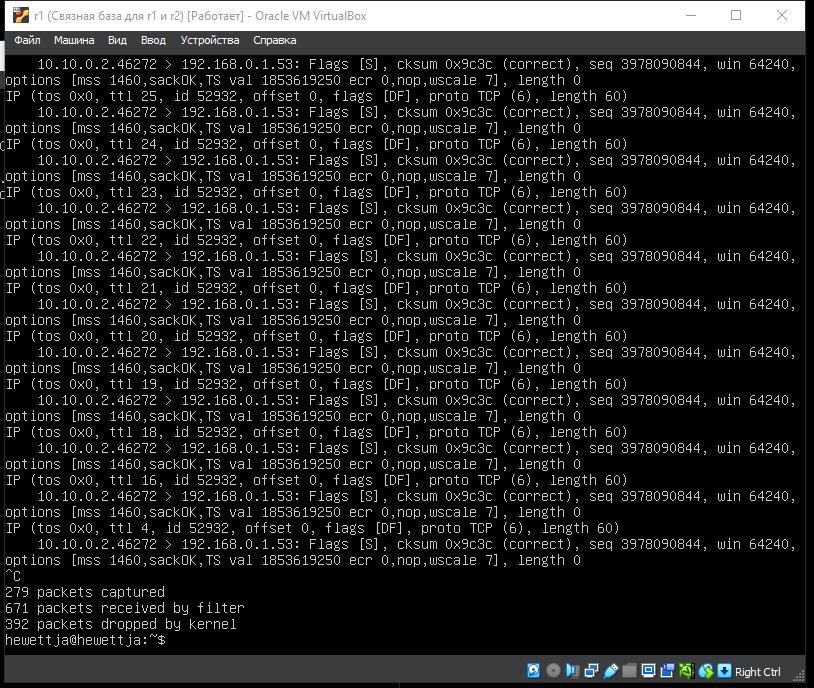 r1 (Связная база для r1 и r2) [Работает] - Oracle VM VirtualBox
Файл Машина Вид Ввод Устройства Справка
10.10.0.2.46272 > 192.168.0.1.53: Flags [S], cksum 0x9c3c (correct), seq 3978090844, win 64240,
options [mss 1460,sackOK,TS val 1853619250 ecr 0,nop,wscale 7], length 0
IP (tos 0x0, ttl 25, id 52932, offset 0, flags [DF], proto TCP (6), length 60)
10.10.0.2.46272 > 192.168.0.1.53: Flags [S], cksum 0x9c3c (correct), seq 3978090844, win 64240,
options [mss 1460,sackOK,TS val 1853619250 ecr 0,nop,wscale 7], length 0
IP (tos 0x0, ttl 24, id 52932, offset 0, flags [DF], proto TCP (6), length 60)
10.10.0.2.46272 > 192.168.0.1.53: Flags [S], cksum 0x9c3c (correct), seq 3978090844, win 64240,
options [mss 1460,sackOK,TS val 1853619250 ecr 0,nop,wscale 7], length 0
IP (tos 0x0, ttl 23, id 52932, offset 0, flags [DF], proto TCP (6), length 60)
10.10.0.2.46272 > 192.168.0.1.53: Flags [S], cksum 0x9c3c (correct), seq 3978090844, win 64240,
options [mss 1460,sackOK,TS val 1853619250 ecr 0,nop,wscale 7], length 0
IP (tos 0x0, ttl 22, id 52932, offset 0, flags [DF], proto TCP (6), length 60)
10.10.0.2.46272 > 192.168.0.1.53: Flags [S], cksum 0x9c3c (correct), seq 3978090844, win 64240,
options [mss 1460,sackOK,TS val 1853619250 ecr 0,nop,wscale 7], length 0
IP (tos 0x0, ttl 21, id 52932, offset 0, flags [DF], proto TCP (6), length 60)
10.10.0.2.46272 > 192.168.0.1.53: Flags [S], cksum 0x9c3c (correct), seq 3978090844, win 64240,
options [mss 1460,sackOK,TS val 1853619250 ecr 0,nop,wscale 7], length 0
IP (tos 0x0, ttl 20, id 52932, offset 0, flags [DF], proto TCP (6), length 60)
10.10.0.2.46272 > 192.168.0.1.53: Flags [S], cksum 0x9c3c (correct), seq 3978090844, win 64240,
options [mss 1460,sackOK,TS val 1853619250 ecr 0,nop,wscale 7], length 0
IP (tos 0x0, ttl 19, id 52932, offset 0, flags [DF], proto TCP (6), length 60)
10.10.0.2.46272 > 192.168.0.1.53: Flags [S], cksum 0x9c3c (correct), seq 3978090844, win 64240,
options [mss 1460,sackOK,TS val 1853619250 ecr 0,nop,wscale 7], length 0
IP (tos 0x0, ttl 18, id 52932, offset 0, flags [DF], proto TCP (6), length 60)
10.10.0.2.46272 > 192.168.0.1.53: Flags [S], cksum 0x9c3c (correct), seq 3978090844, win 64240,
options [mss 1460,sackOK,TS val 1853619250 ecr 0,nop,wscale 7], length 0
IP (tos 0x0, ttl 16, id 52932, offset 0, flags [DF], proto TCP (6), length 60)
10.10.0.2.46272 > 192.168.0.1.53: Flags [S], cksum 0x9c3c (correct), seq 3978090844, win 64240,
options [mss 1460,sackOK,TS val 1853619250 ecr 0,nop,wscale 7], length 0
IP (tos 0x0, ttl 4, id 52932, offset 0, flags [DF], proto TCP (6), length 60)
10.10.0.2.46272 > 192.168.0.1.53: Flags [S], cksum 0x9c3c (correct), seq 3978090844, win 64240,
options [mss 1460,sackOK,TS val 1853619250 ecr 0,nop,wscale 7], length 0
^C
279 packets captured
671 packets received by filter
392 packets dropped by kernel
hewettja@hewettja:~$
Right Ctrl